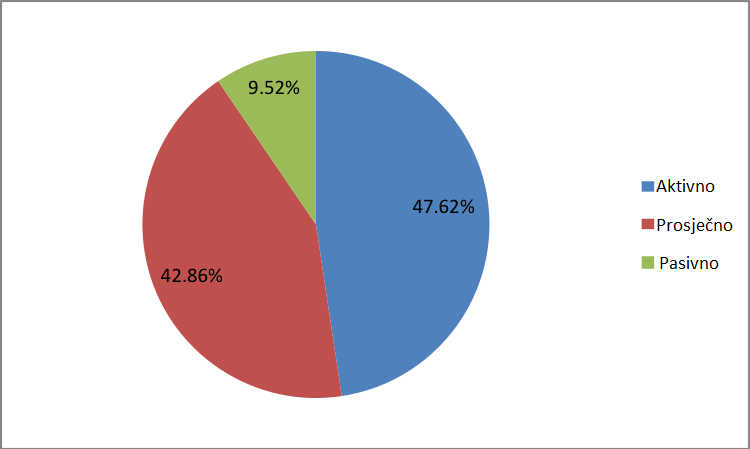 9.52%
47.62%
42.86%
Aktivno
Prosječno
Pasivno